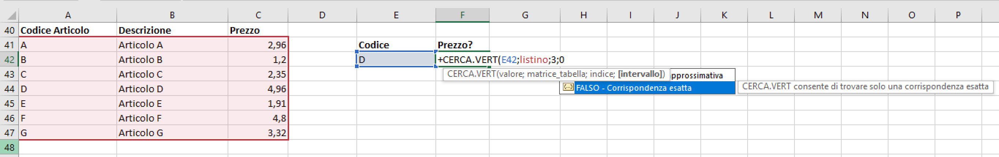 A B C D E F G H I J K L M N O P
40 Codice Articolo Descrizione Prezzo
41 A Articolo A 2,96 Codice Prezzo?
42 B Articolo B 1,2 D +CERCA.VERT(E42;listino;3;0
43 C Articolo C 2,35 CERCA.VERT(valore; matrice_tabella; indice; [intervallo]) pprossimativa
44 D Articolo D 4,96 FALSO - Corrispondenza esatta CERCA.VERT consente di trovare solo una corrispondenza esatta
45 E Articolo E 1,91
46 F Articolo F 4,8
47 G Articolo G 3,32
48